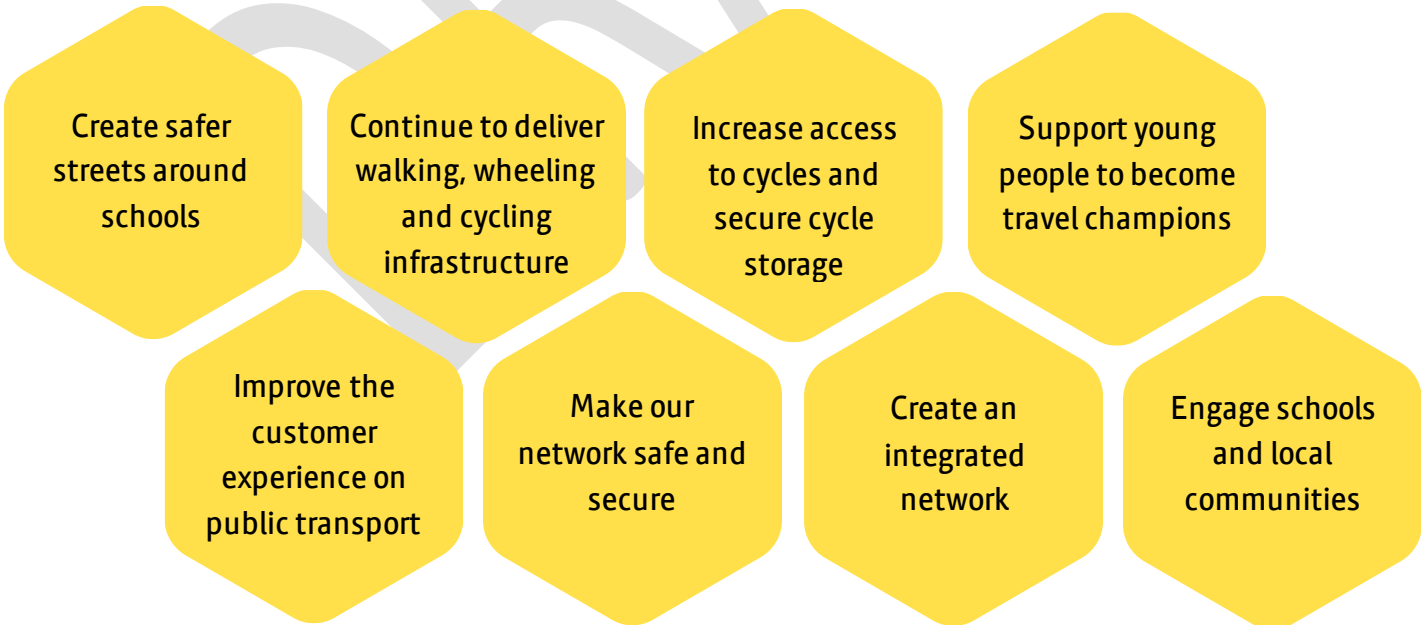 Create safer
streets around
schools
Continue to deliver
walking, wheeling
and cycling
infrastructure
Increase access
to cycles and
secure cycle
storage
Support young
people to become
travel champions
Improve the
customer
experience on
public transport
Make our
network safe and
secure
Create an
integrated
network
Engage schools
and local
communities